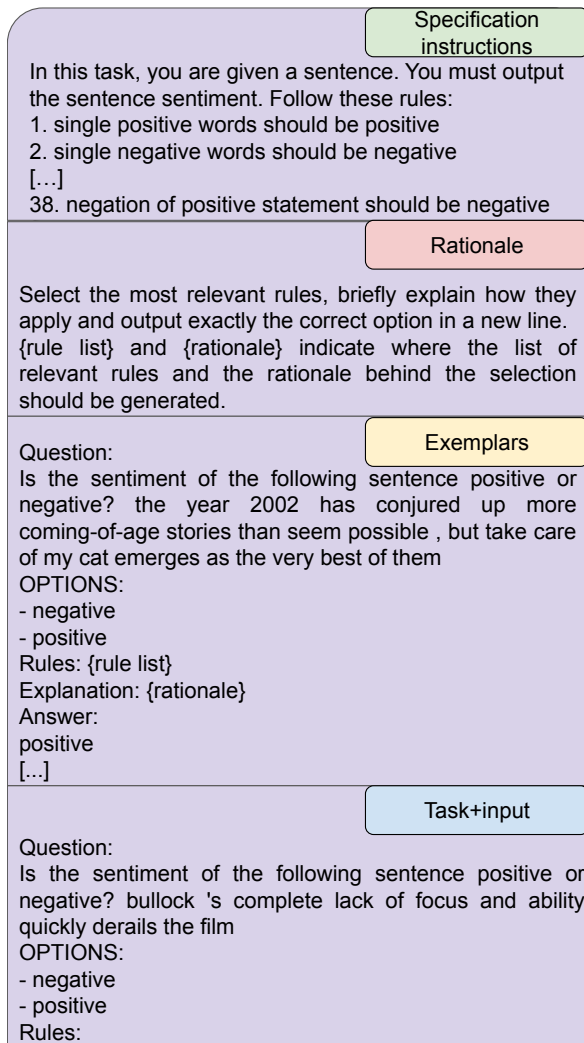 Specification
instructions
In this task, you are given a sentence. You must output
the sentence sentiment. Follow these rules:
1. single positive words should be positive
2. single negative words should be negative
[…]
38. negation of positive statement should be negative
Rationale
Select the most relevant rules, briefly explain how they
apply and output exactly the correct option in a new line.
{rule list} and {rationale} indicate where the list of
relevant rules and the rationale behind the selection
should be generated.
Exemplars
Question:
Is the sentiment of the following sentence positive or
negative? the year 2002 has conjured up more
coming-of-age stories than seem possible , but take care
of my cat emerges as the very best of them
OPTIONS:
- negative
- positive
Rules: {rule list}
Explanation: {rationale}
Answer:
positive
[...]
Task+input
Question:
Is the sentiment of the following sentence positive or
negative? bullock 's complete lack of focus and ability
quickly derails the film
OPTIONS:
- negative
- positive
Rules: